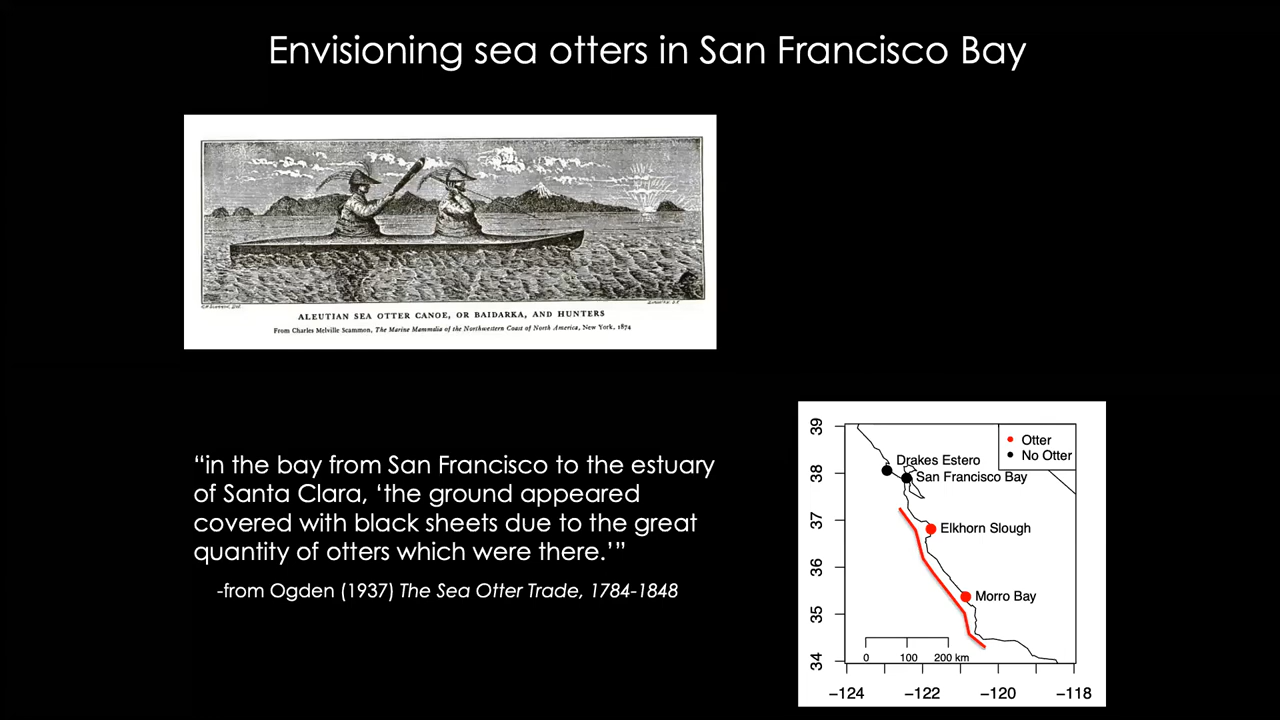 Envisioning sea otters in San Francisco Bay
ALEUTIAN SEA OTTER CANOE, OR BAIDARKA, AND HUNTERS
From Charles Melville Scammon, The Marine Mammalia of the Northwestern Coast of North America, New York, 1874
“in the bay from San Francisco to the estuary
of Santa Clara, ‘the ground appeared
covered with black sheets due to the great
quantity of otters which were there.’”
-from Ogden (1937) The Sea Otter Trade, 1784-1848
39
38
37
36
35
34
Otter
No Otter
Drakes Estero
San Francisco Bay
Elkhorn Slough
Morro Bay
0 100 200 km
−124 −122 −120 −118